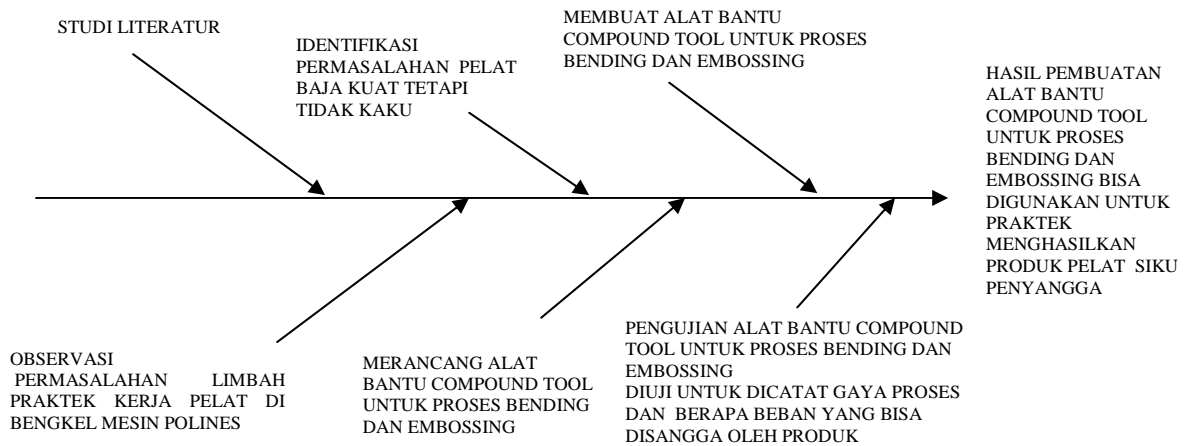 STUDI LITERATUR
IDENTIFIKASI
PERMASALAHAN PELAT
BAJA KUAT TETAPI
TIDAK KAKU
MEMBUAT ALAT BANTU
COMPOUND TOOL UNTUK PROSES
BENDING DAN EMBOSSING
HASIL PEMBUATAN
ALAT BANTU
COMPOUND TOOL
UNTUK PROSES
BENDING DAN
EMBOSSING BISA
DIGUNAKAN UNTUK
PRAKTEK
MENGHASILKAN
PRODUK PELAT SIKU
PENYANGGA
OBSERVASI
PERMASALAHAN LIMBAH
PRAKTEK KERJA PELAT DI
BENGKEL MESIN POLINES
MERANCANG ALAT
BANTU COMPOUND TOOL
UNTUK PROSES BENDING
DAN EMBOSSING
PENGUJIAN ALAT BANTU COMPOUND
TOOL UNTUK PROSES BENDING DAN
EMBOSSING
DIUJI UNTUK DICATAT GAYA PROSES
DAN BERAPA BEBAN YANG BISA
DISANGGA OLEH PRODUK